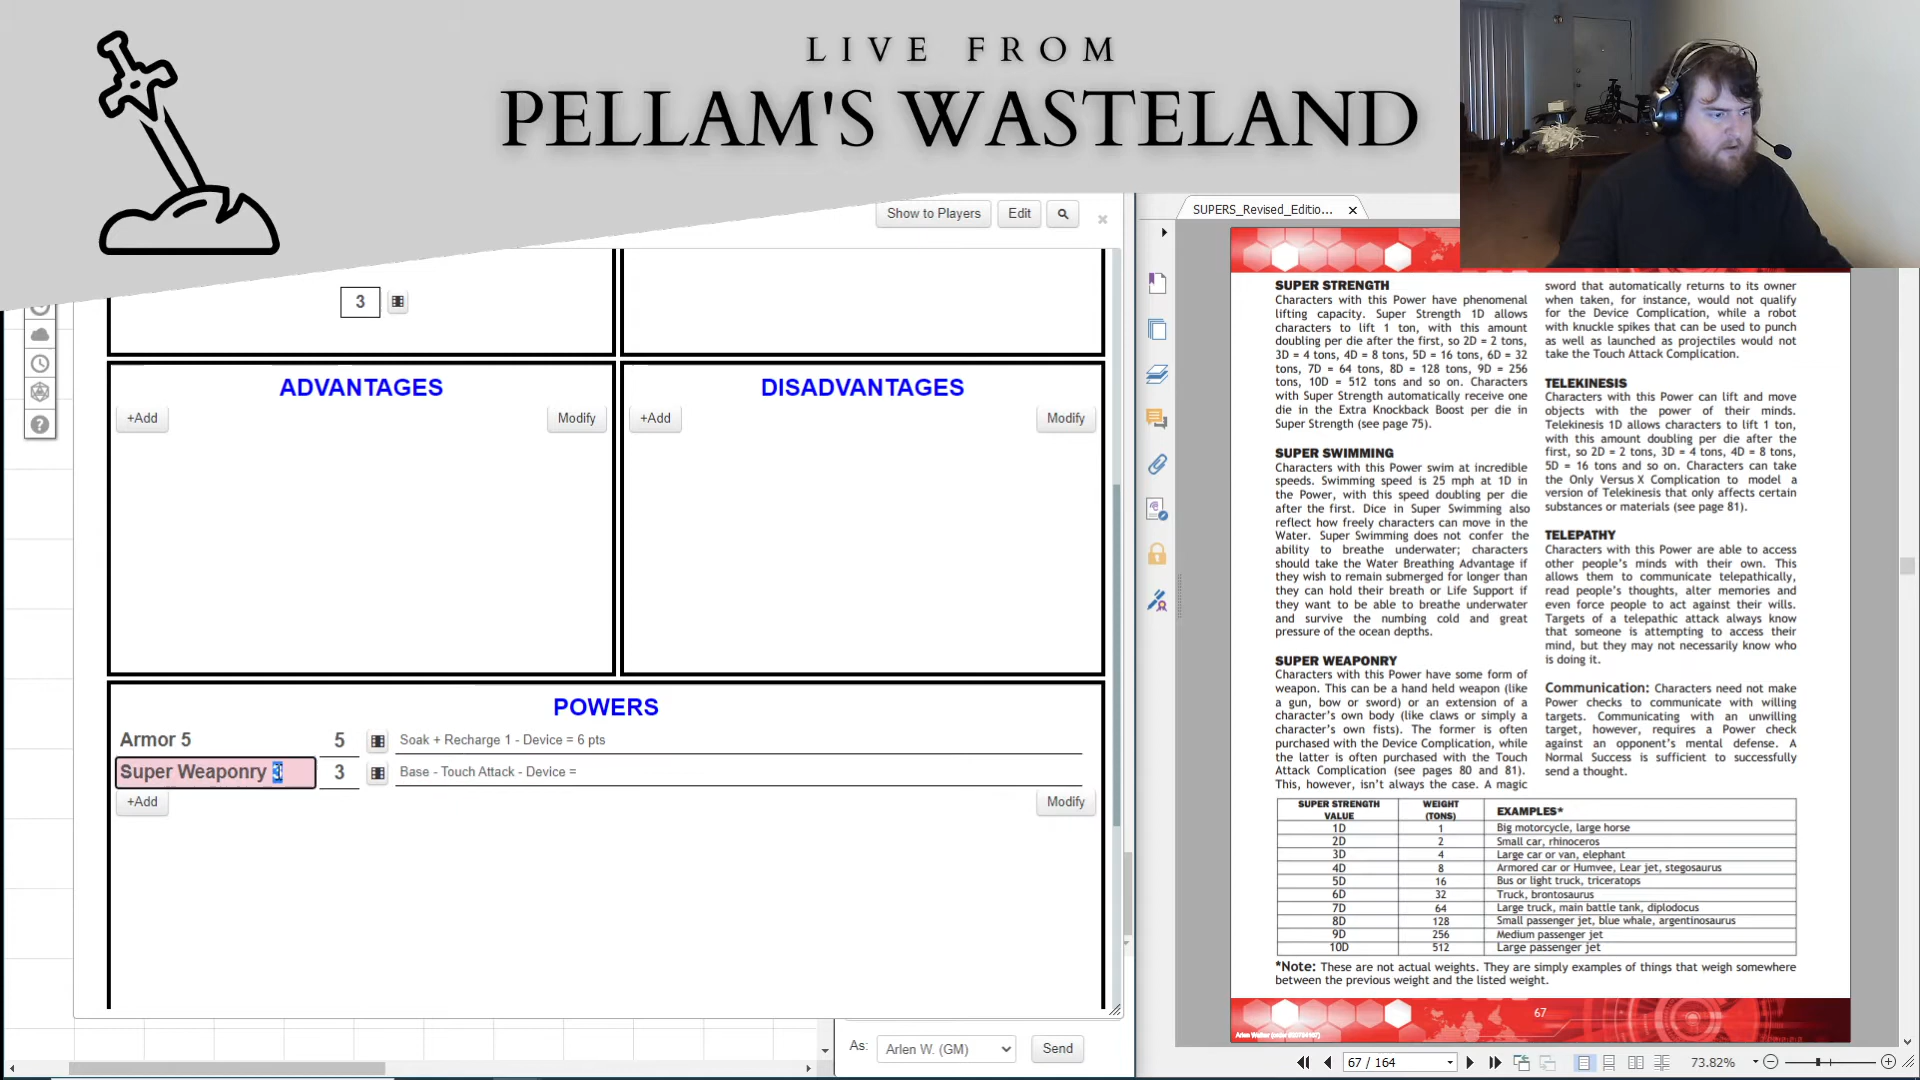 LIVE FROM
PELLAM'S WASTELAND
Show to Players
Edit
SUPERS_Revised_Editio...
3
ADVANTAGES
+Add
Modify
DISADVANTAGES
+Add
Modify
POWERS
Armor 5
5
Soak + Recharge 1 - Device = 6 pts
Super Weaponry
3
Base - Touch Attack - Device =
+Add
Modify
As:
Arlen W. (GM)
Send
SUPER STRENGTH
Characters with this Power have phenomenal
lifting capacity. Super Strength 1D allows
characters to lift 1 ton, with this amount
doubling per die after the first, so 2D = 2 tons,
3D = 4 tons, 4D = 8 tons, 5D = 16 tons, 6D = 32
tons, 7D = 64 tons, 8D = 128 tons, 9D = 256
tons, 10D = 512 tons and so on. Characters
with Super Strength automatically receive one
die in the Extra Knockback Boost per die in
Super Strength (see page 75).
SUPER SWIMMING
Characters with this Power swim at incredible
speeds. Swimming speed is 25 mph at 1D in
the Power, with this speed doubling per die
after the first. Dice in Super Swimming also
reflect how freely characters can move in the
Water. Super Swimming does not confer the
ability to breathe underwater; characters
should take the Water Breathing Advantage if
they wish to remain submerged for longer than
they can hold their breath or Life Support if
they want to be able to breathe underwater
and survive the numbing cold and great
pressure of the ocean depths.
SUPER WEAPONRY
Characters with this Power have some form of
weapon. This can be a hand held weapon (like
a gun, bow or sword) or an extension of a
character's own body (like claws or simply a
character's own fists). The former is often
purchased with the Device Complication, while
the latter is often purchased with the Touch
Attack Complication (see pages 80 and 81).
This, however, isn't always the case. A magic
sword that automatically returns to its owner
when taken, for instance, would not qualify
for the Device Complication, while a robot
with knuckle spikes that can be used to punch
as well as launched as projectiles would not
take the Touch Attack Complication.
TELEKINESIS
Characters with this Power can lift and move
objects with the power of their minds.
Telekinesis 1D allows characters to lift 1 ton,
with this amount doubling per die after the
first, so 2D = 2 tons, 3D = 4 tons, 4D = 8 tons,
5D = 16 tons and so on. Characters can take
the Only Versus X Complication to model a
version of Telekinesis that only affects certain
substances or materials (see page 81).
TELEPATHY
Characters with this Power are able to access
other people's minds with their own. This
allows them to communicate telepathically,
read people's thoughts, alter memories and
even force people to act against their wills.
Targets of a telepathic attack always know
that someone is attempting to access their
mind, but they may not necessarily know who
is doing it.
Communication: Characters need not make
Power checks to communicate with willing
targets. Communicating with an unwilling
target, however, requires a Power check
against an opponent's mental defense. A
Normal Success is sufficient to successfully
send a thought.
SUPER STRENGTH VALUE WEIGHT (TONS) EXAMPLES*
1D 1 Big motorcycle, large horse
2D 2 Small car, rhinoceros
3D 4 Large car or van, elephant
4D 8 Armored car or Humvee, Lear jet, stegosaurus
5D 16 Bus or light truck, triceratops
6D 32 Truck, brontosaurus
7D 64 Large truck, main battle tank, diplodocus
8D 128 Small passenger jet, blue whale, argentinosaurus
9D 256 Medium passenger jet
10D 512 Large passenger jet
*Note: These are not actual weights. They are simply examples of things that weigh somewhere
between the previous weight and the listed weight.
67
67 / 164
73.82%